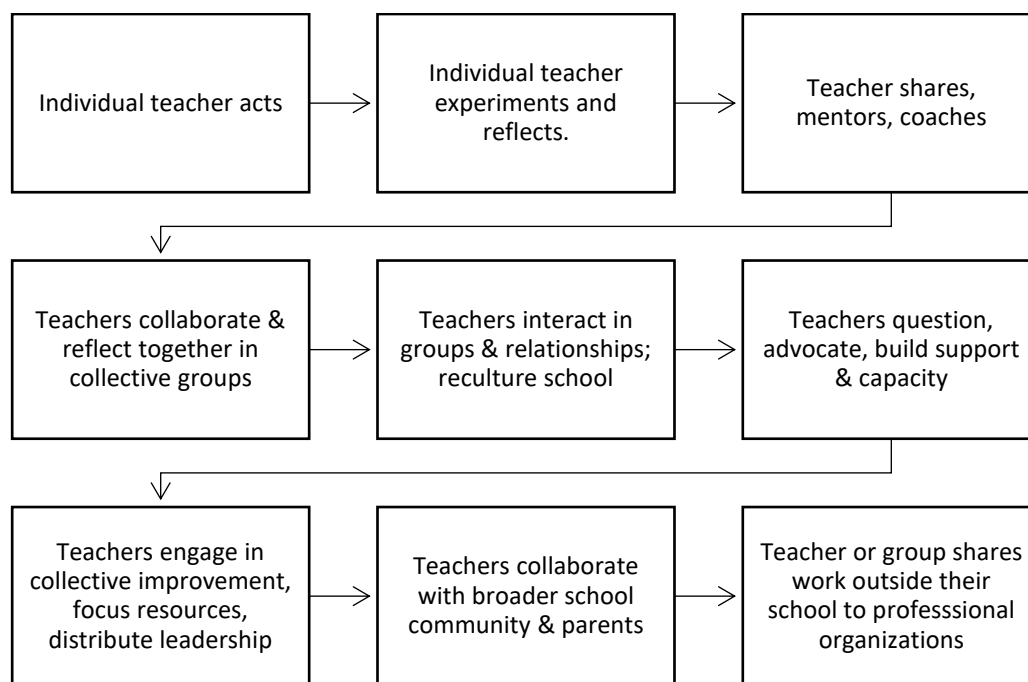 Individual teacher acts
Individual teacher
experiments and
reflects.
Teacher shares,
mentors, coaches
Teachers collaborate &
reflect together in
collective groups
Teachers interact in
groups & relationships;
reculture school
Teachers question,
advocate, build support
& capacity
Teachers engage in
collective improvement,
focus resources,
distribute leadership
Teachers collaborate
with broader school
community & parents
Teacher or group shares
work outside their
school to professsional
organizations